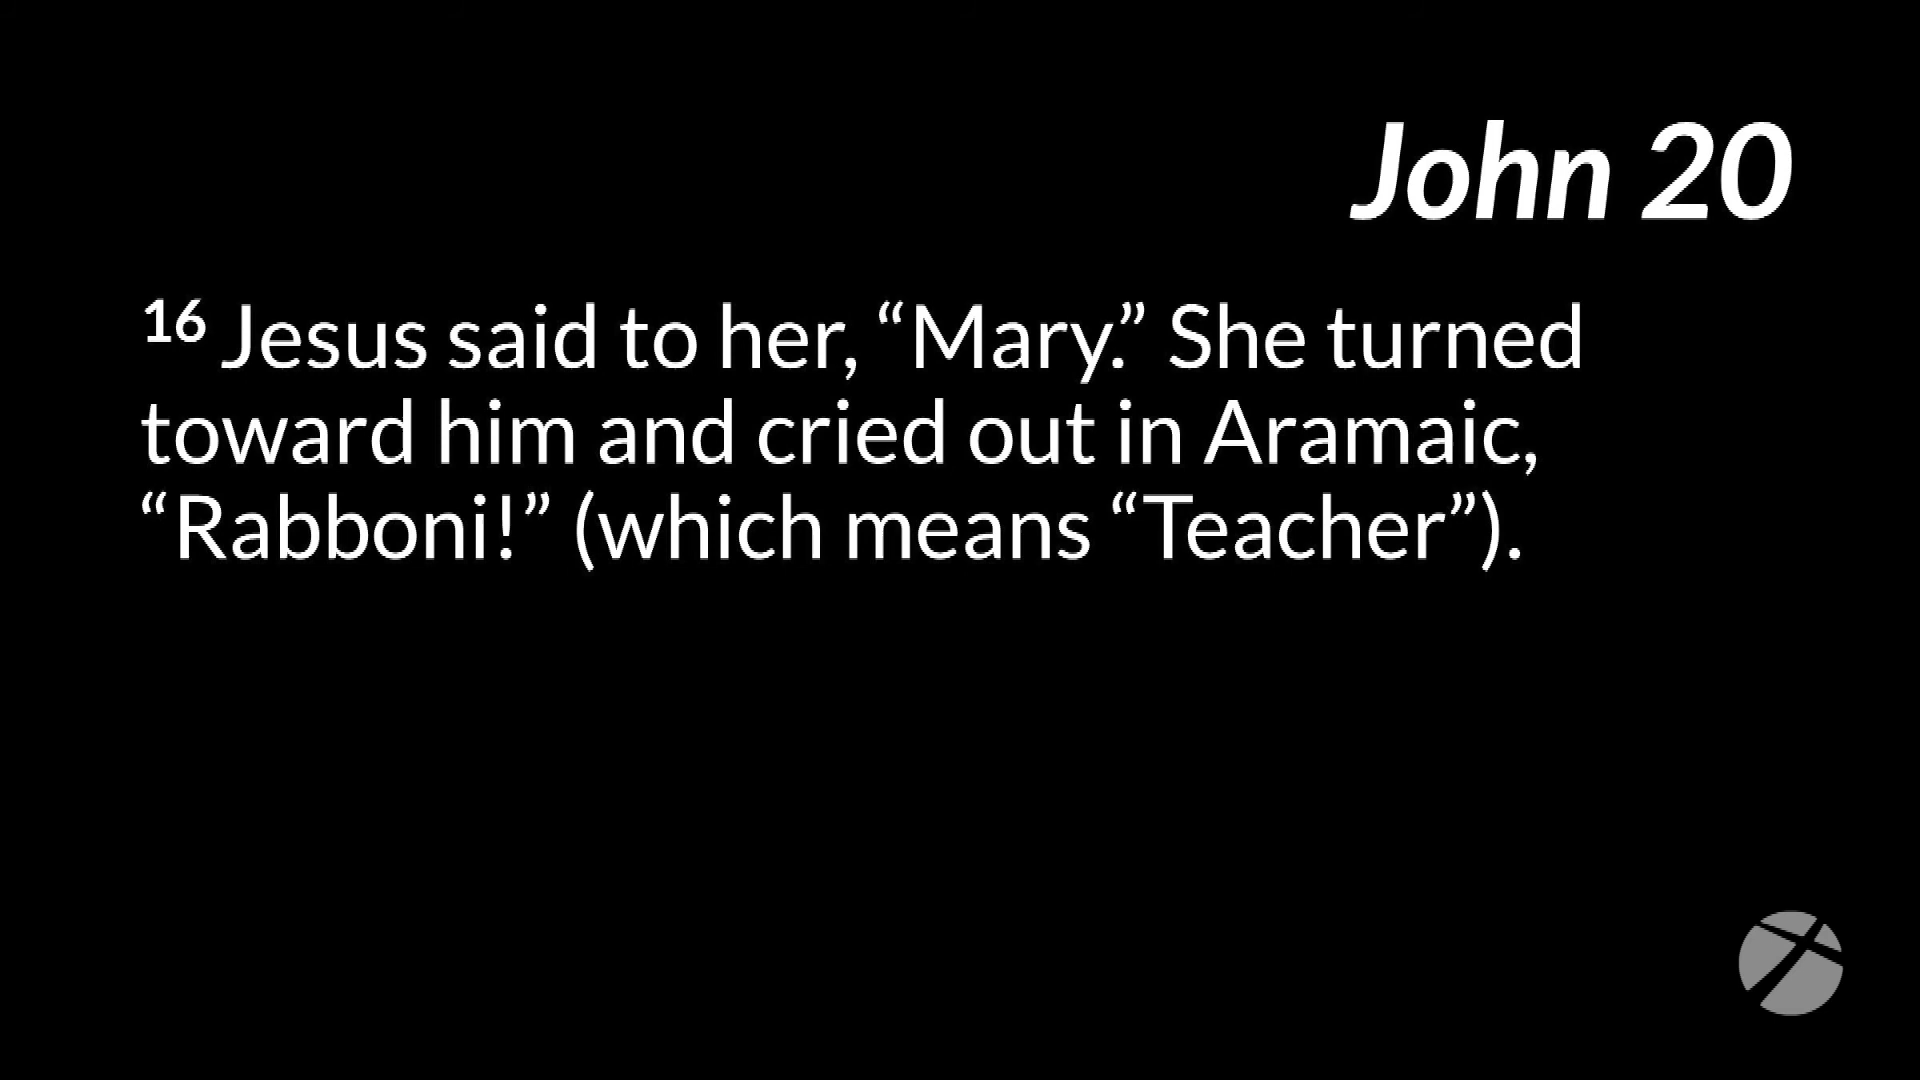 John 20
16 Jesus said to her, “Mary.” She turned
toward him and cried out in Aramaic,
“Rabboni!” (which means “Teacher”).